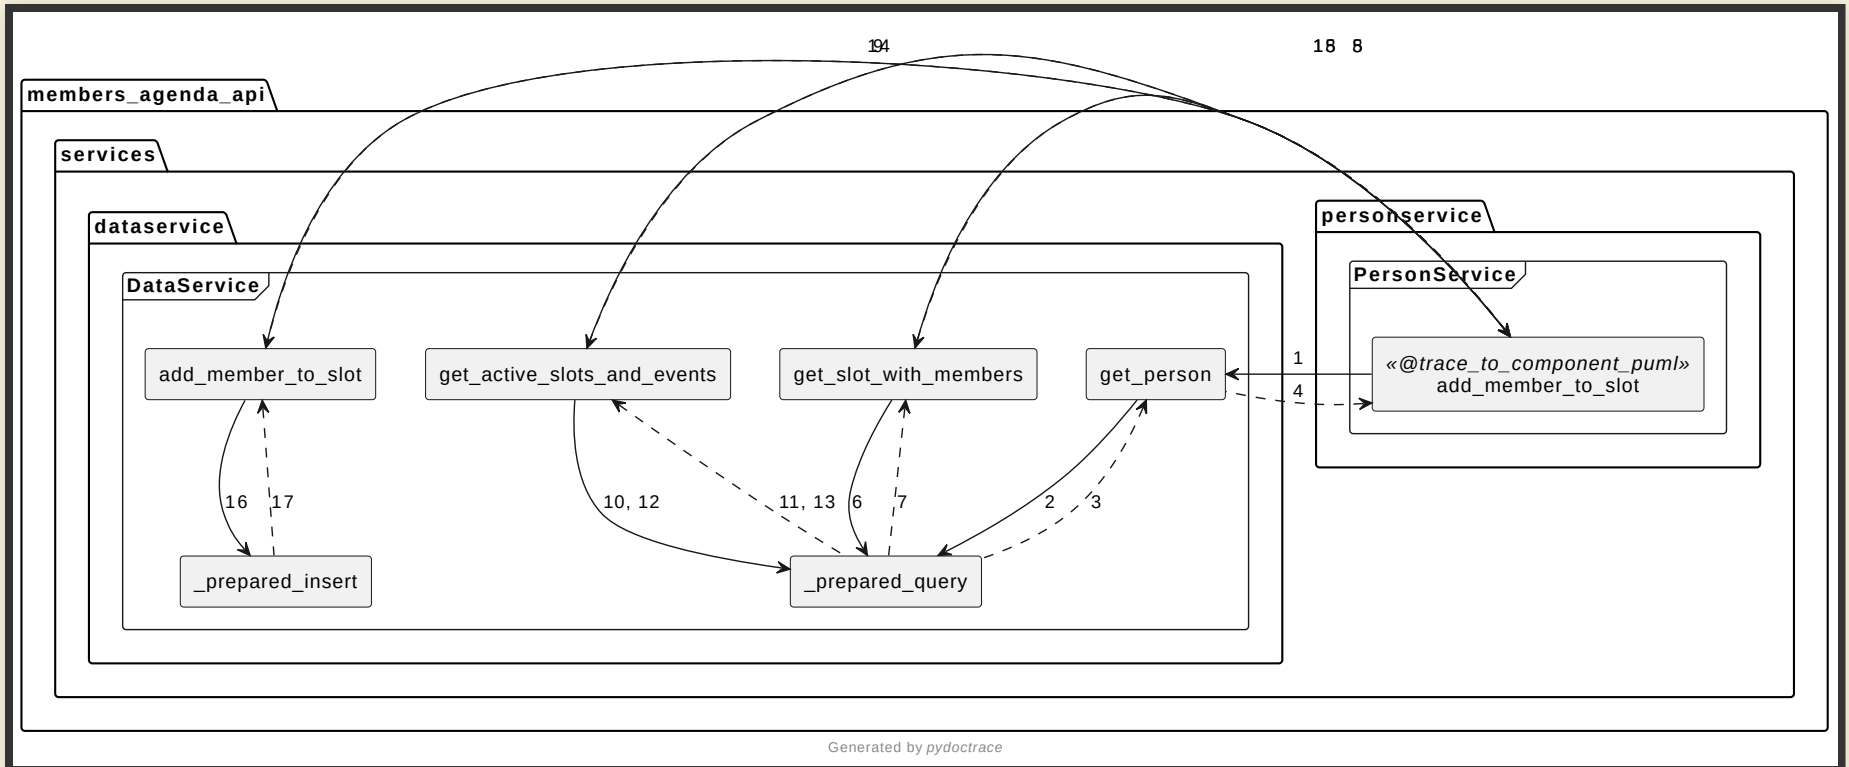 members_agenda_api
services
dataservice
personservice
DataService
PersonService
add_member_to_slot
get_active_slots_and_events
get_slot_with_members
get_person
1
4
«@trace_to_component_puml»
add_member_to_slot
16
17
10, 12
11, 13
6
7
2
3
_prepared_insert
_prepared_query
Generated by pydoctrace